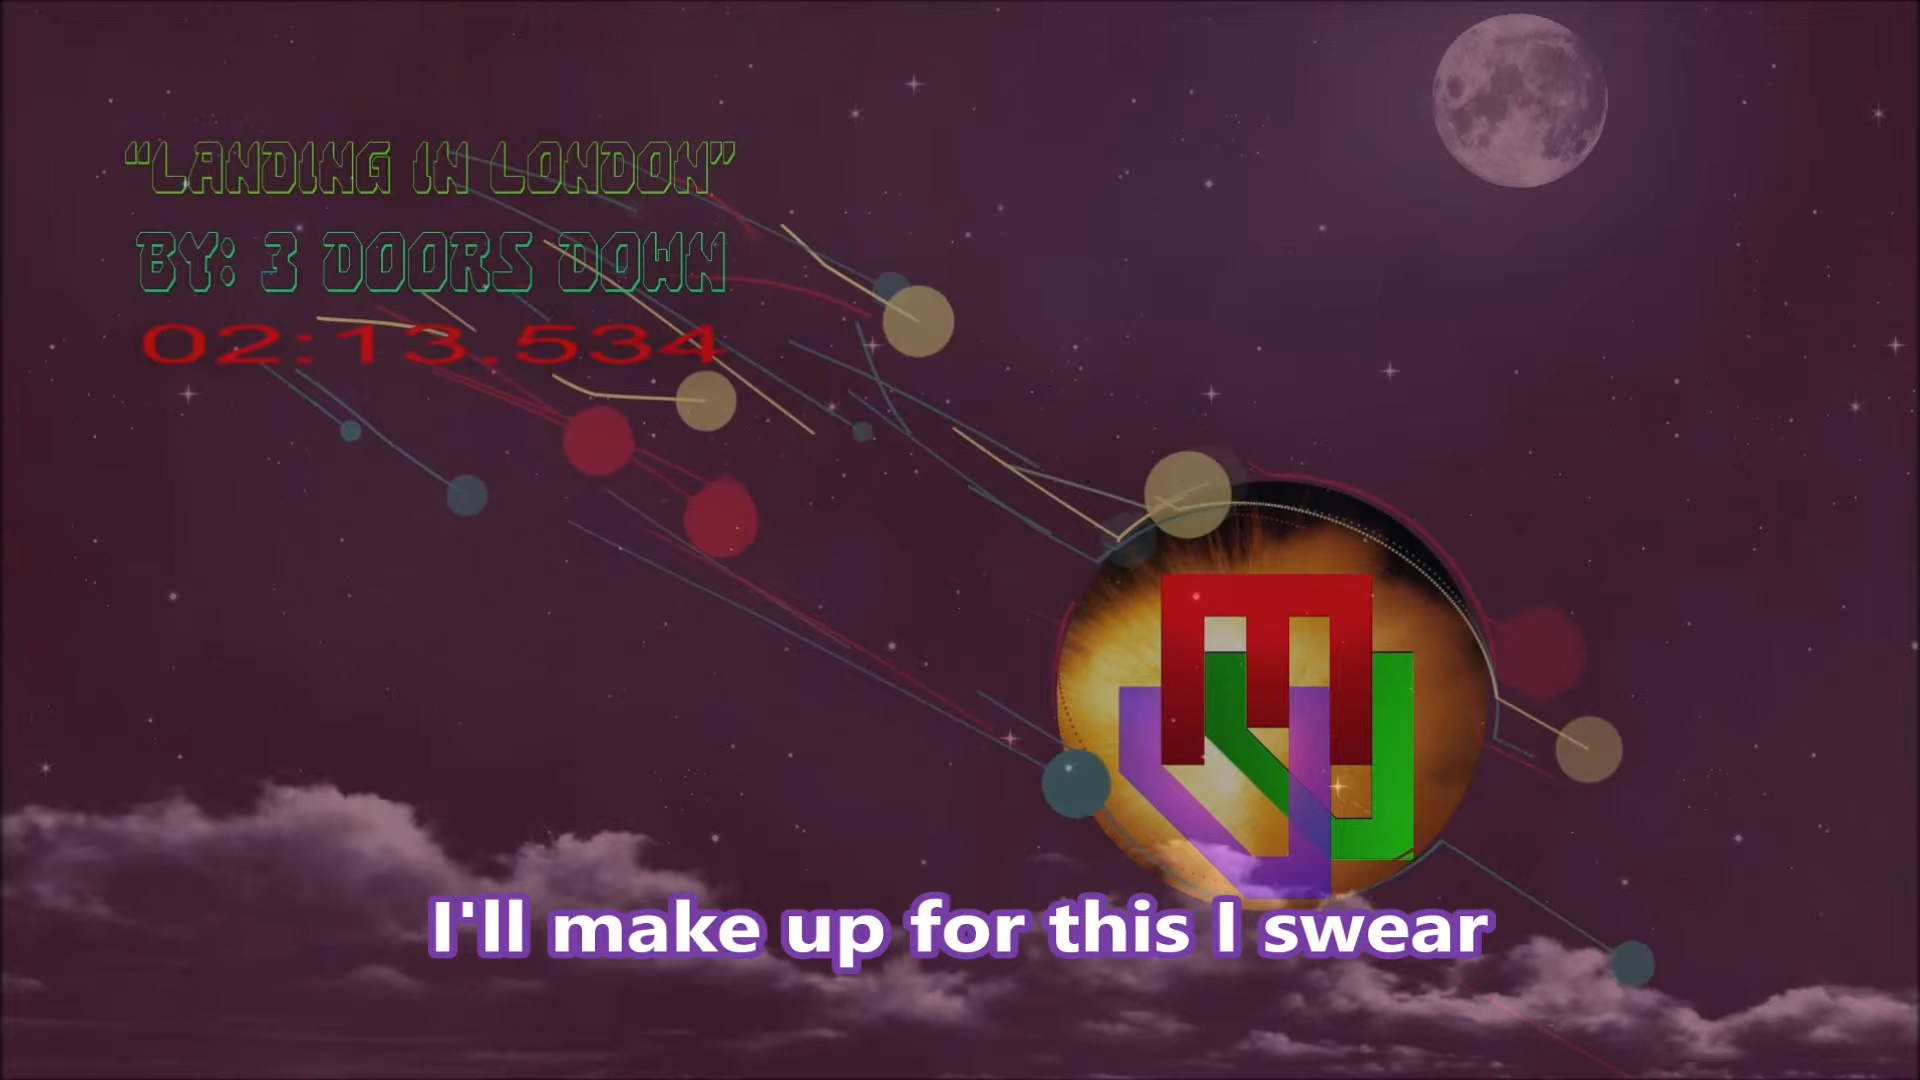 “LANDING IN LONDON”
BY: 3 DOORS DOWN
02:13.534
I'll make up for this I swear